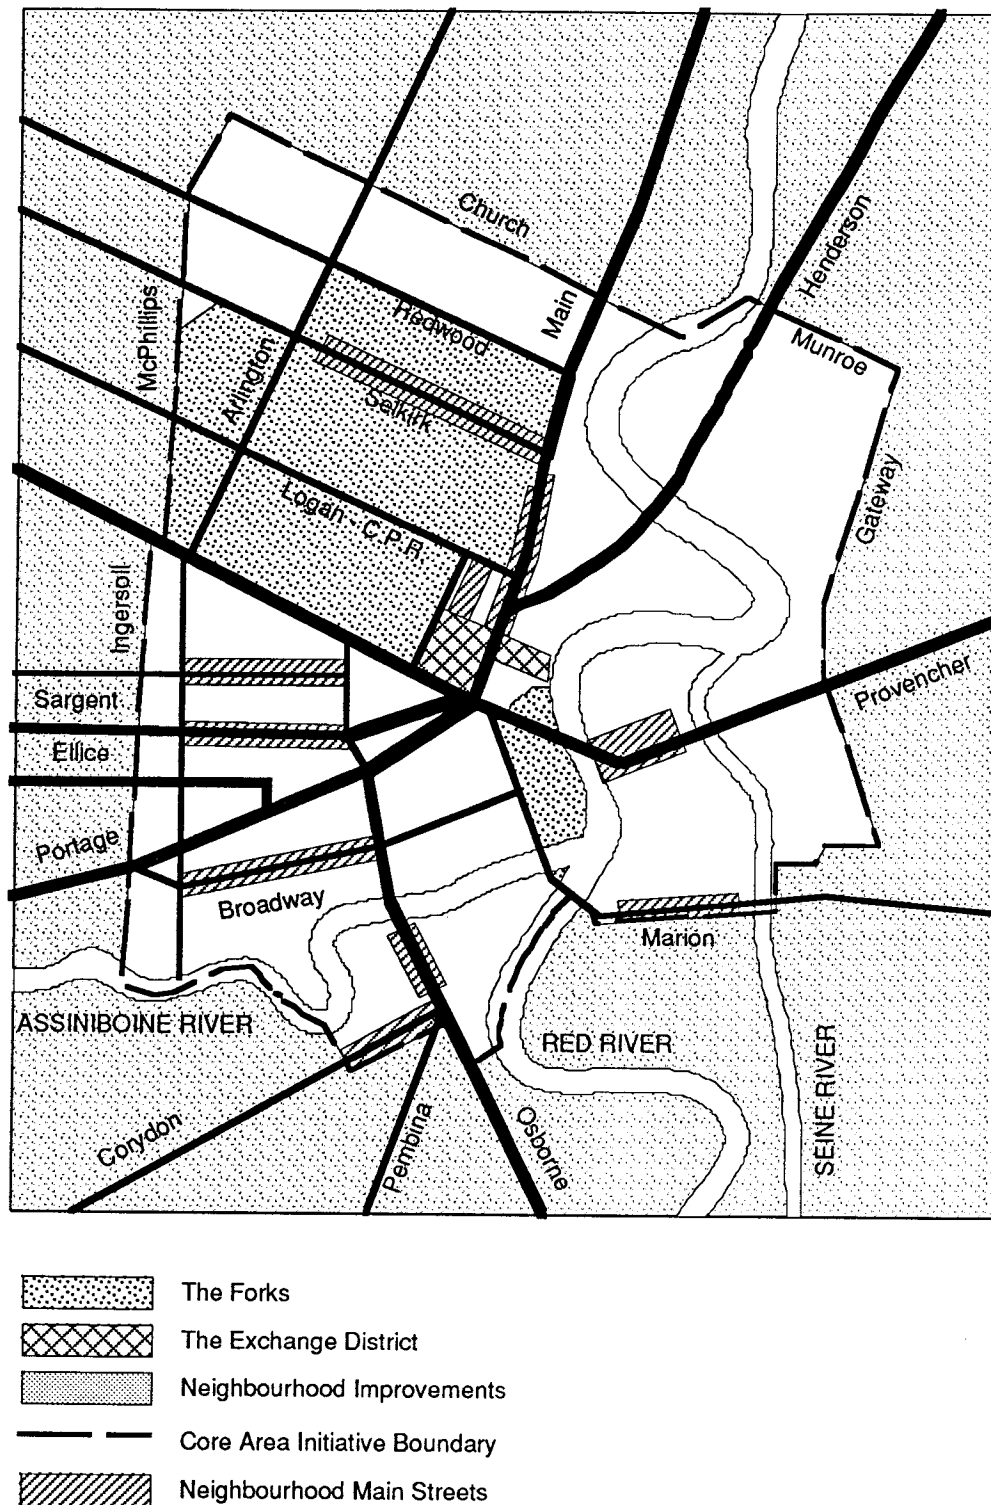 Church
Henderson
Main
McPhillips
Redwood
Munroe
Arlington
Selkirk
Gateway
Logan - C.P.R.
Ingersoll
Provencher
Sargent
Ellice
Portage
Broadway
Marion
ASSINIBOINE RIVER
RED RIVER
SEINE RIVER
Corydon
Pembina
Osborne
The Forks
The Exchange District
Neighbourhood Improvements
Core Area Initiative Boundary
Neighbourhood Main Streets